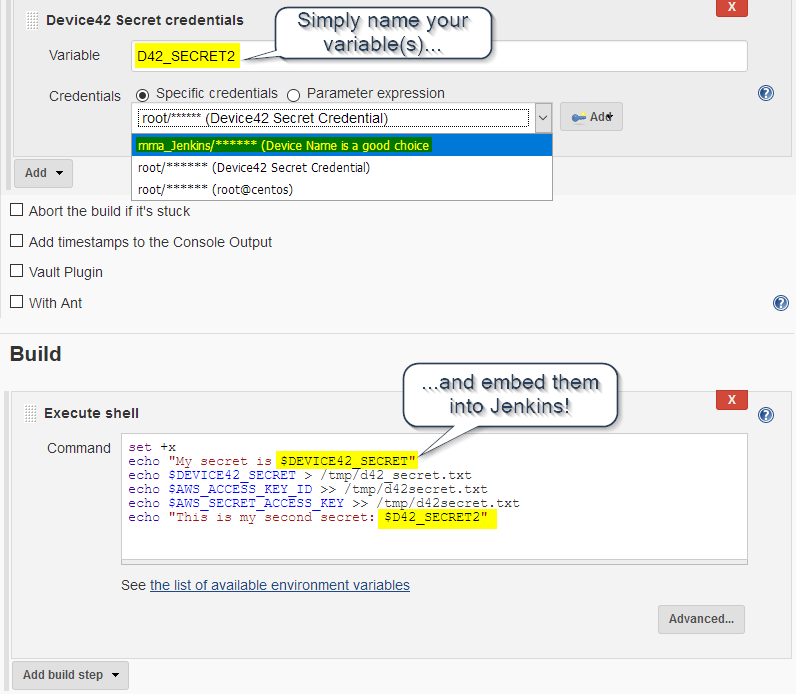 Device42 Secret credentials
X
Simply name your
variable(s)...
Variable
D42_SECRET2
Credentials
Specific credentials
Parameter expression
?
root/****** (Device42 Secret Credential)
Add
mma_Jenkins/****** (Device Name is a good choice
root/****** (Device42 Secret Credential)
root/****** (root@centos)
Add
Abort the build if it's stuck
Add timestamps to the Console Output
Vault Plugin
With Ant
?
Build
...and embed them
into Jenkins!
Execute shell
X
?
Command
set +x
echo "My secret is $DEVICE42_SECRET"
echo $DEVICE42_SECRET > /tmp/d42_secret.txt
echo $AWS_ACCESS_KEY_ID >> /tmp/d42secret.txt
echo $AWS_SECRET_ACCESS_KEY >> /tmp/d42secret.txt
echo "This is my second secret: $D42_SECRET2"
See the list of available environment variables
Advanced...
Add build step